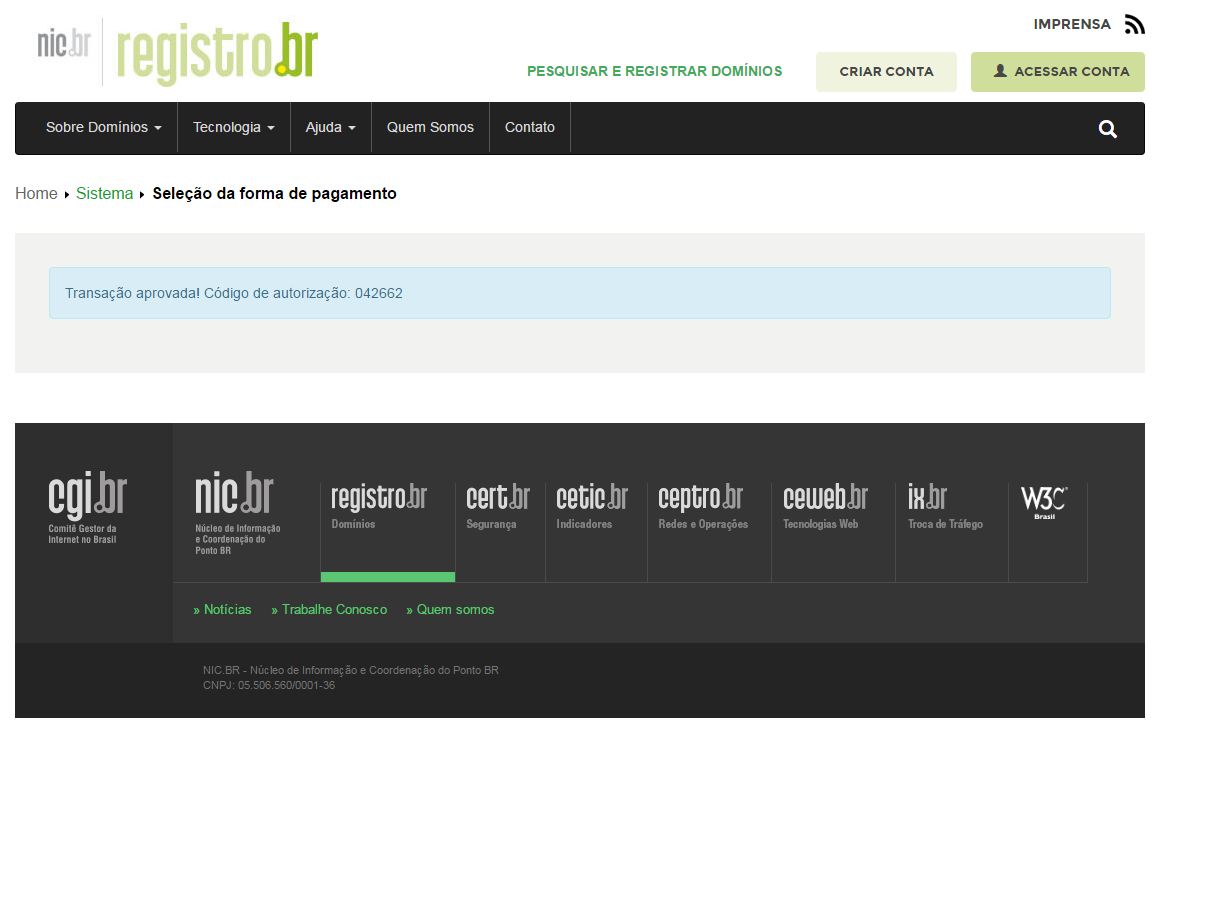 IMPRENSA
nic.br registro.br
PESQUISAR E REGISTRAR DOMÍNIOS CRIAR CONTA ACESSAR CONTA
Sobre Domínios Tecnologia Ajuda Quem Somos Contato
Home Sistema Seleção da forma de pagamento
Transação aprovada! Código de autorização: 042662
cgi.br
Comitê Gestor da
Internet no Brasil
nic.br
Núcleo de Informação
e Coordenação do
Ponto BR
registro.br
Domínios
cert.br
Segurança
cetic.br
Indicadores
ceptro.br
Redes e Operações
ceweb.br
Tecnologias Web
ix.br
Troca de Tráfego
W3C®
Brasil
» Notícias » Trabalhe Conosco » Quem somos
NIC.BR - Núcleo de Informação e Coordenação do Ponto BR
CNPJ: 05.506.560/0001-36